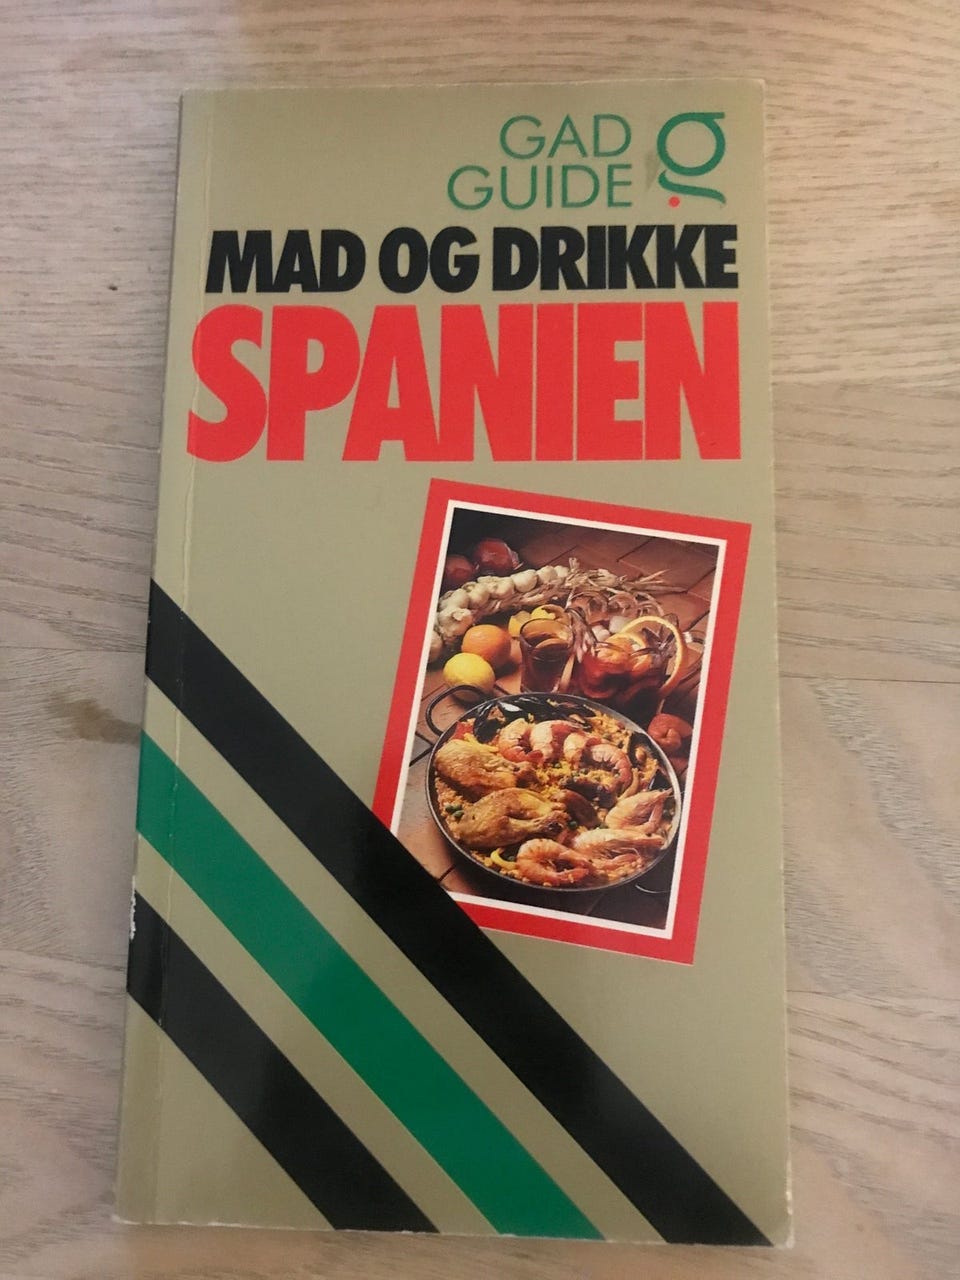 GAD
GUIDE g
MAD OG DRIKKE
SPANIEN